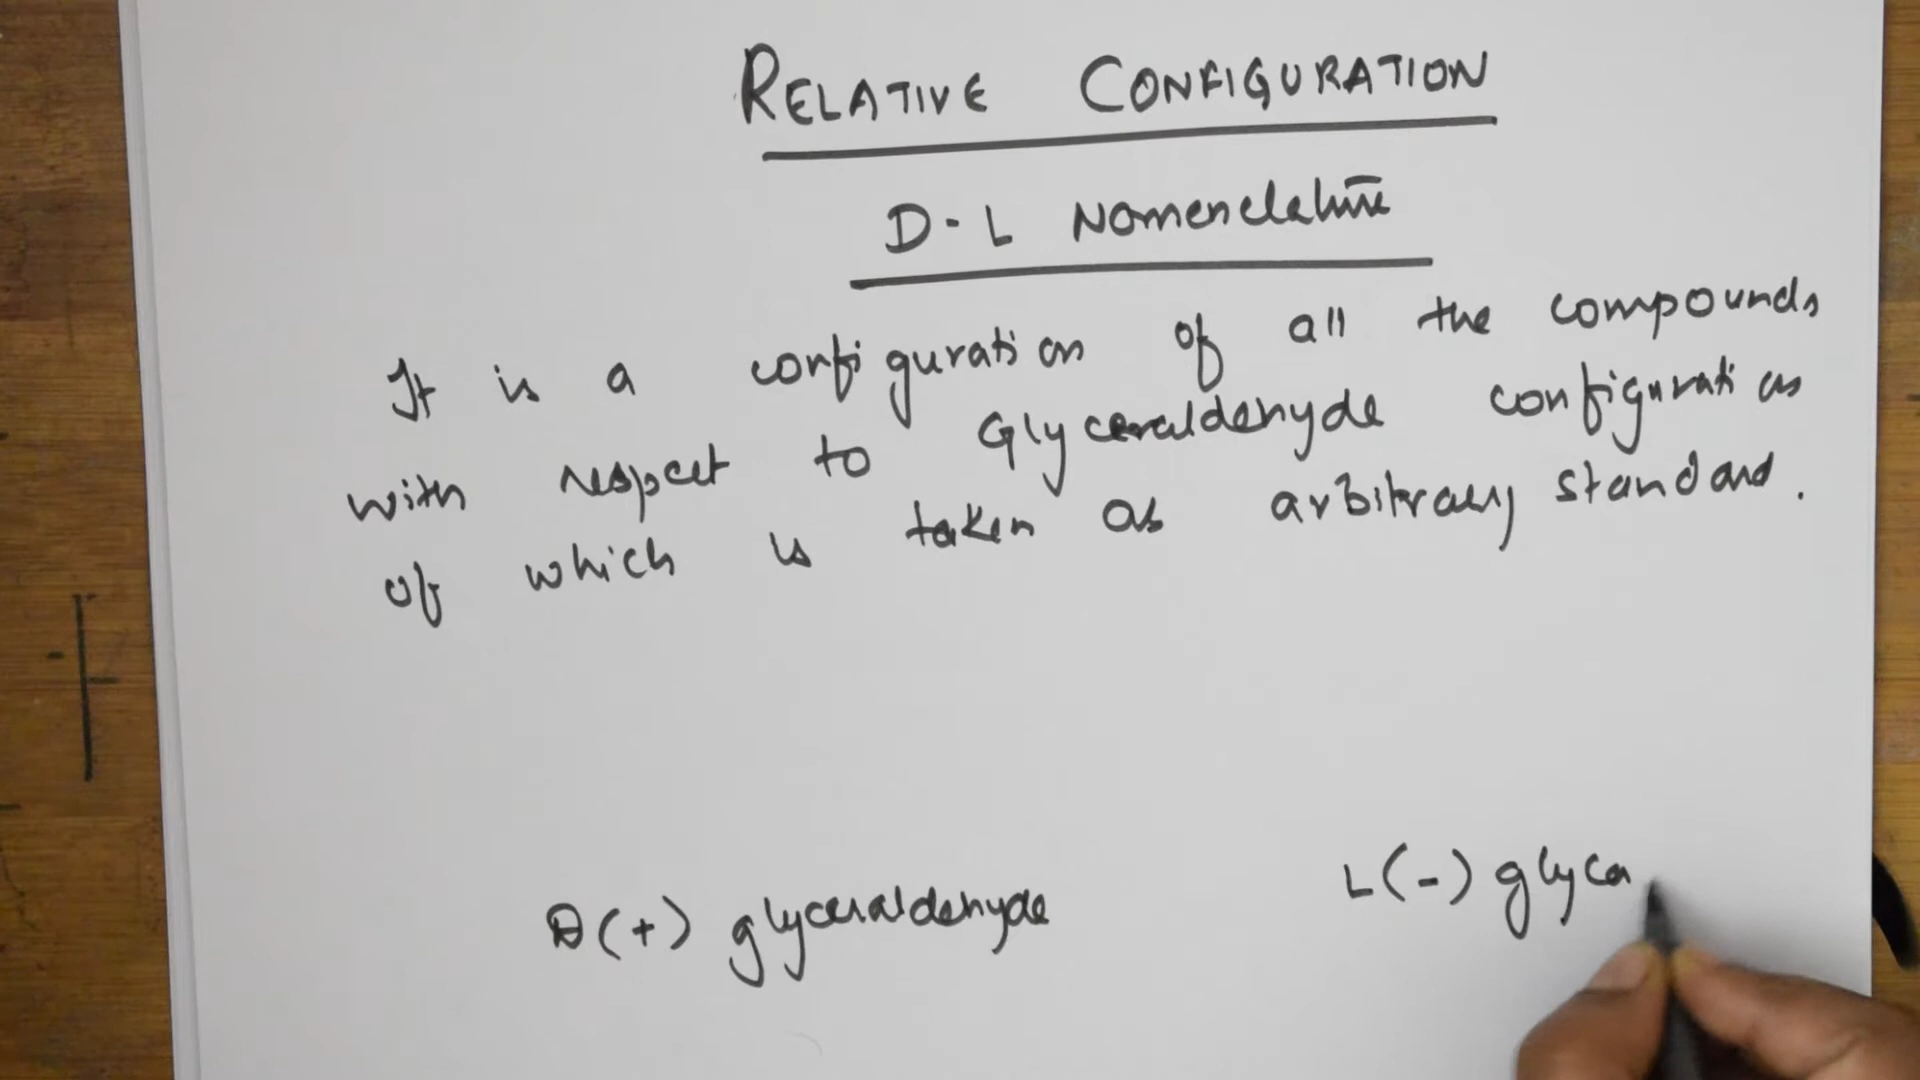 RELATIVE CONFIGURATION
D-L Nomenclature
It is a configuration of all the compounds
with respect to Glyceraldehyde configuration
of which is taken as arbitrary standard.
D(+) glyceraldehyde
L(-) glyce